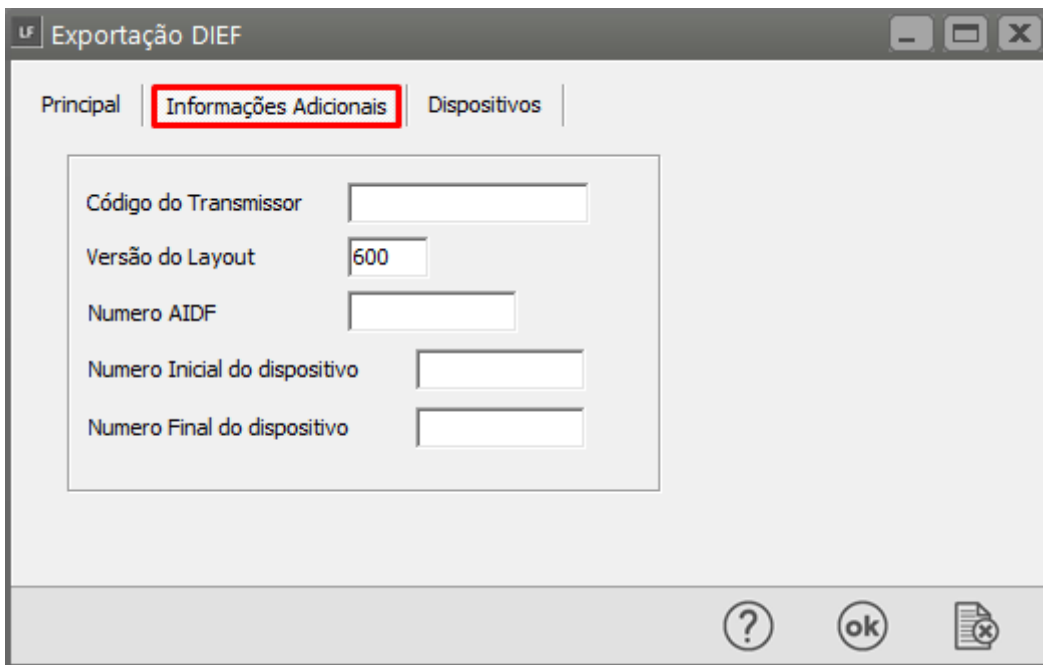 LF Exportação DIEF
Principal Informações Adicionais Dispositivos
Código do Transmissor
Versão do Layout 600
Numero AIDF
Numero Inicial do dispositivo
Numero Final do dispositivo
? ok